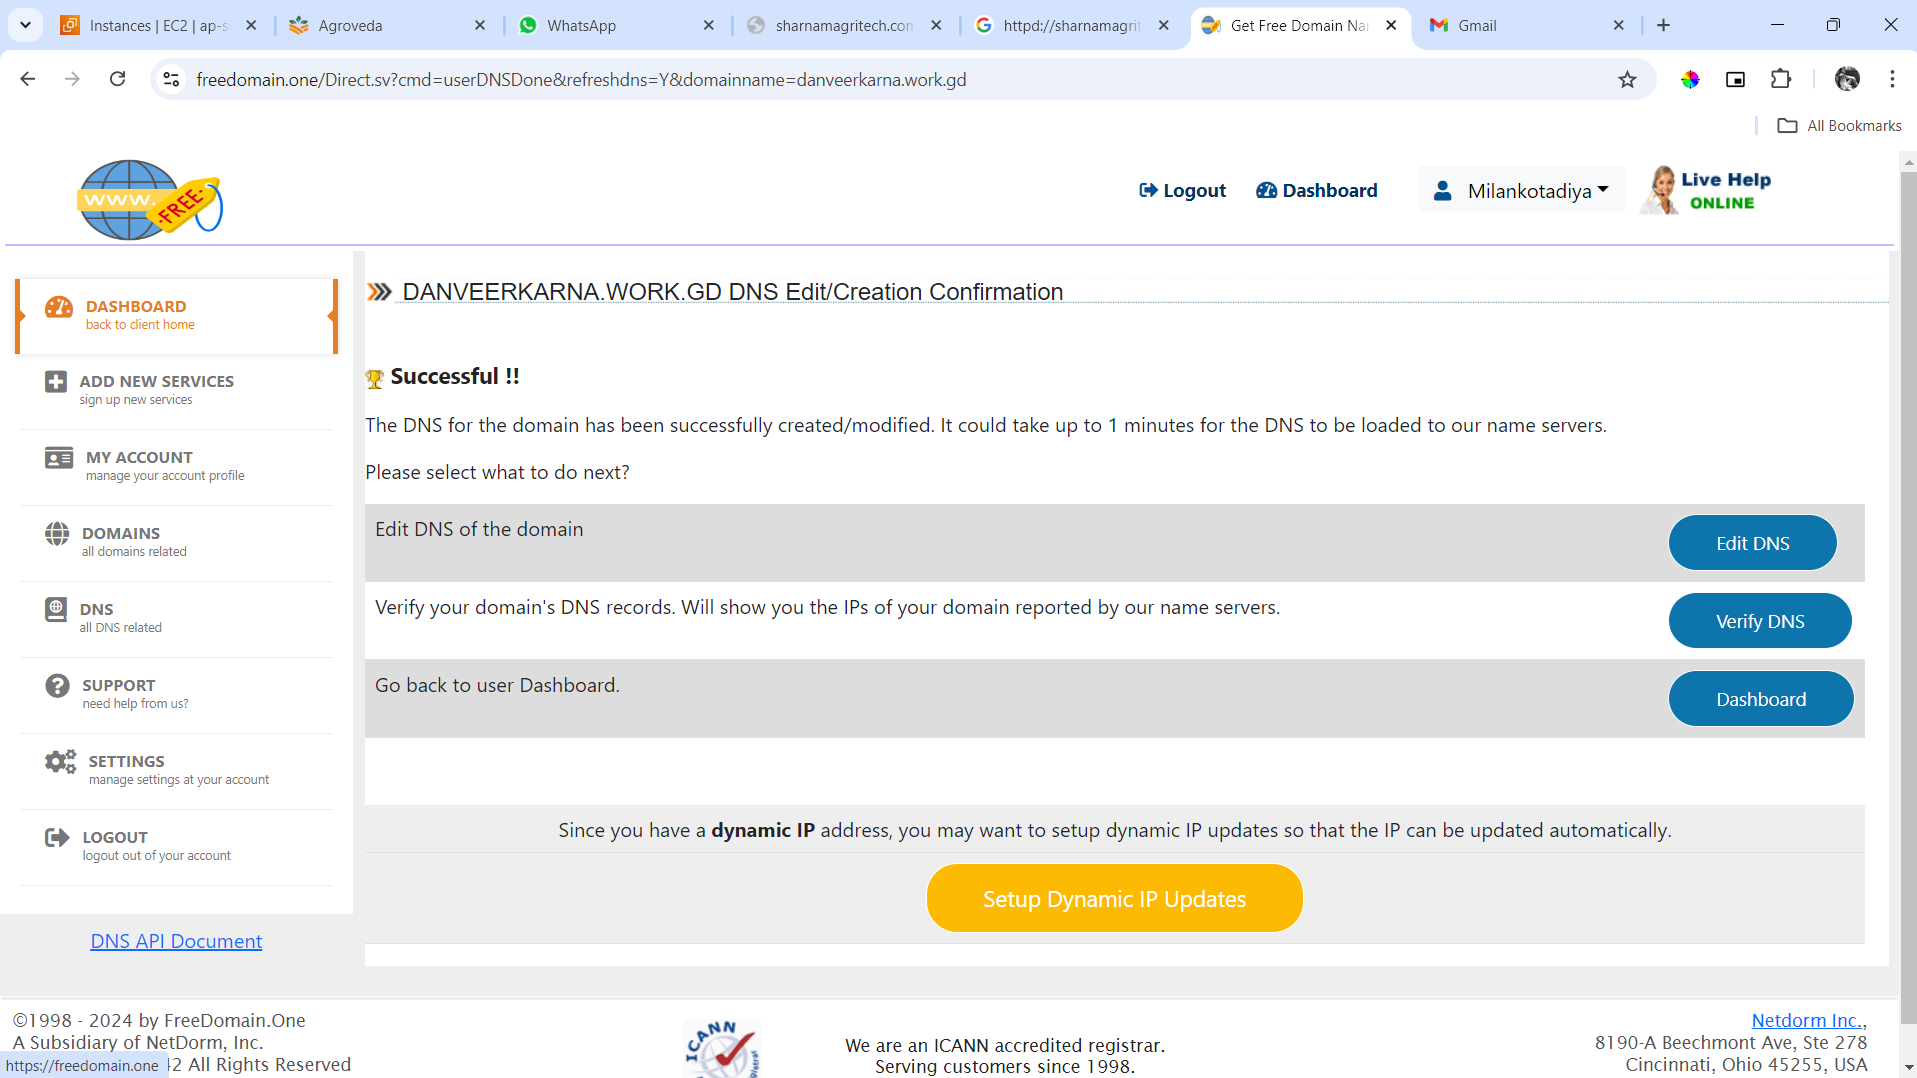 Instances | EC2 | ap-s
Agroveda
WhatsApp
sharnamagritech.com
httpd://sharnamagrit
Get Free Domain Nar
Gmail
freedomain.one/Direct.sv?cmd=userDNSDone&refreshdns=Y&domainname=danveerkarna.work.gd
All Bookmarks
www.
-FREE-
Logout
Dashboard
Milankotadiya
Live Help
ONLINE
DASHBOARD
back to client home
ADD NEW SERVICES
sign up new services
MY ACCOUNT
manage your account profile
DOMAINS
all domains related
DNS
all DNS related
SUPPORT
need help from us?
SETTINGS
manage settings at your account
LOGOUT
logout out of your account
DNS API Document
DANVEERKARNA.WORK.GD DNS Edit/Creation Confirmation
Successful !!
The DNS for the domain has been successfully created/modified. It could take up to 1 minutes for the DNS to be loaded to our name servers.
Please select what to do next?
Edit DNS of the domain
Edit DNS
Verify your domain's DNS records. Will show you the IPs of your domain reported by our name servers.
Verify DNS
Go back to user Dashboard.
Dashboard
Since you have a dynamic IP address, you may want to setup dynamic IP updates so that the IP can be updated automatically.
Setup Dynamic IP Updates
©1998 - 2024 by FreeDomain.One
A Subsidiary of NetDorm, Inc.
42 All Rights Reserved
https://freedomain.one
ICANN
We are an ICANN accredited registrar.
Serving customers since 1998.
Netdorm Inc.,
8190-A Beechmont Ave, Ste 278
Cincinnati, Ohio 45255, USA